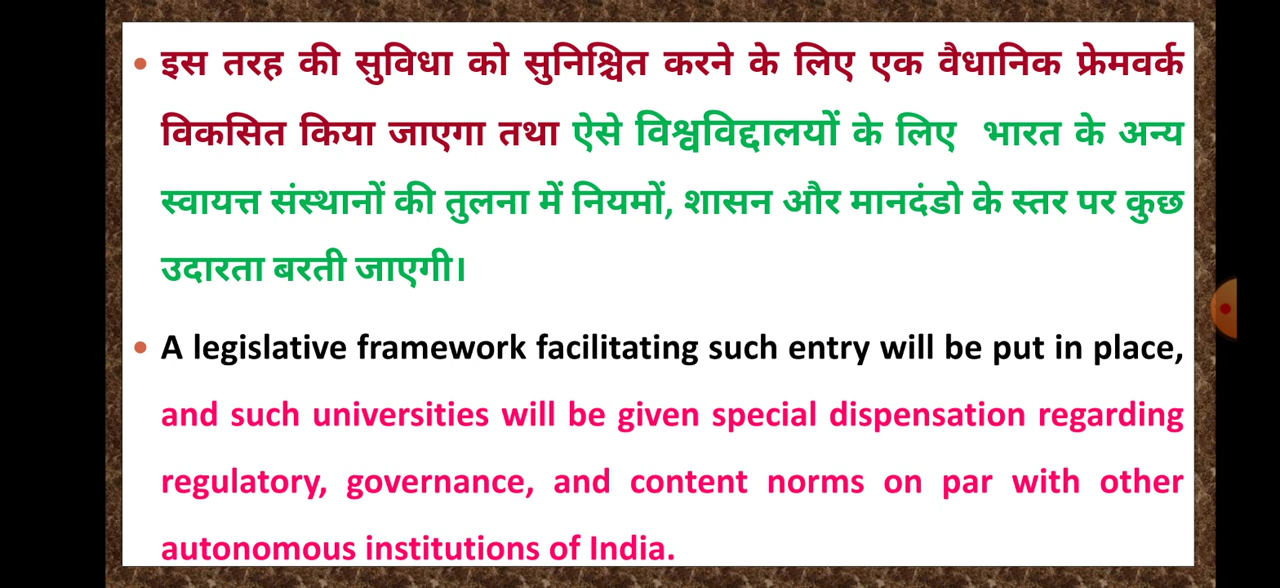 • इस तरह की सुविधा को सुनिश्चित करने के लिए एक वैधानिक फ्रेमवर्क
विकसित किया जाएगा तथा ऐसे विश्वविद्यालयों के लिए भारत के अन्य
स्वायत्त संस्थानों की तुलना में नियमों, शासन और मानदंडो के स्तर पर कुछ
उदारता बरती जाएगी।
• A legislative framework facilitating such entry will be put in place,
and such universities will be given special dispensation regarding
regulatory, governance, and content norms on par with other
autonomous institutions of India.